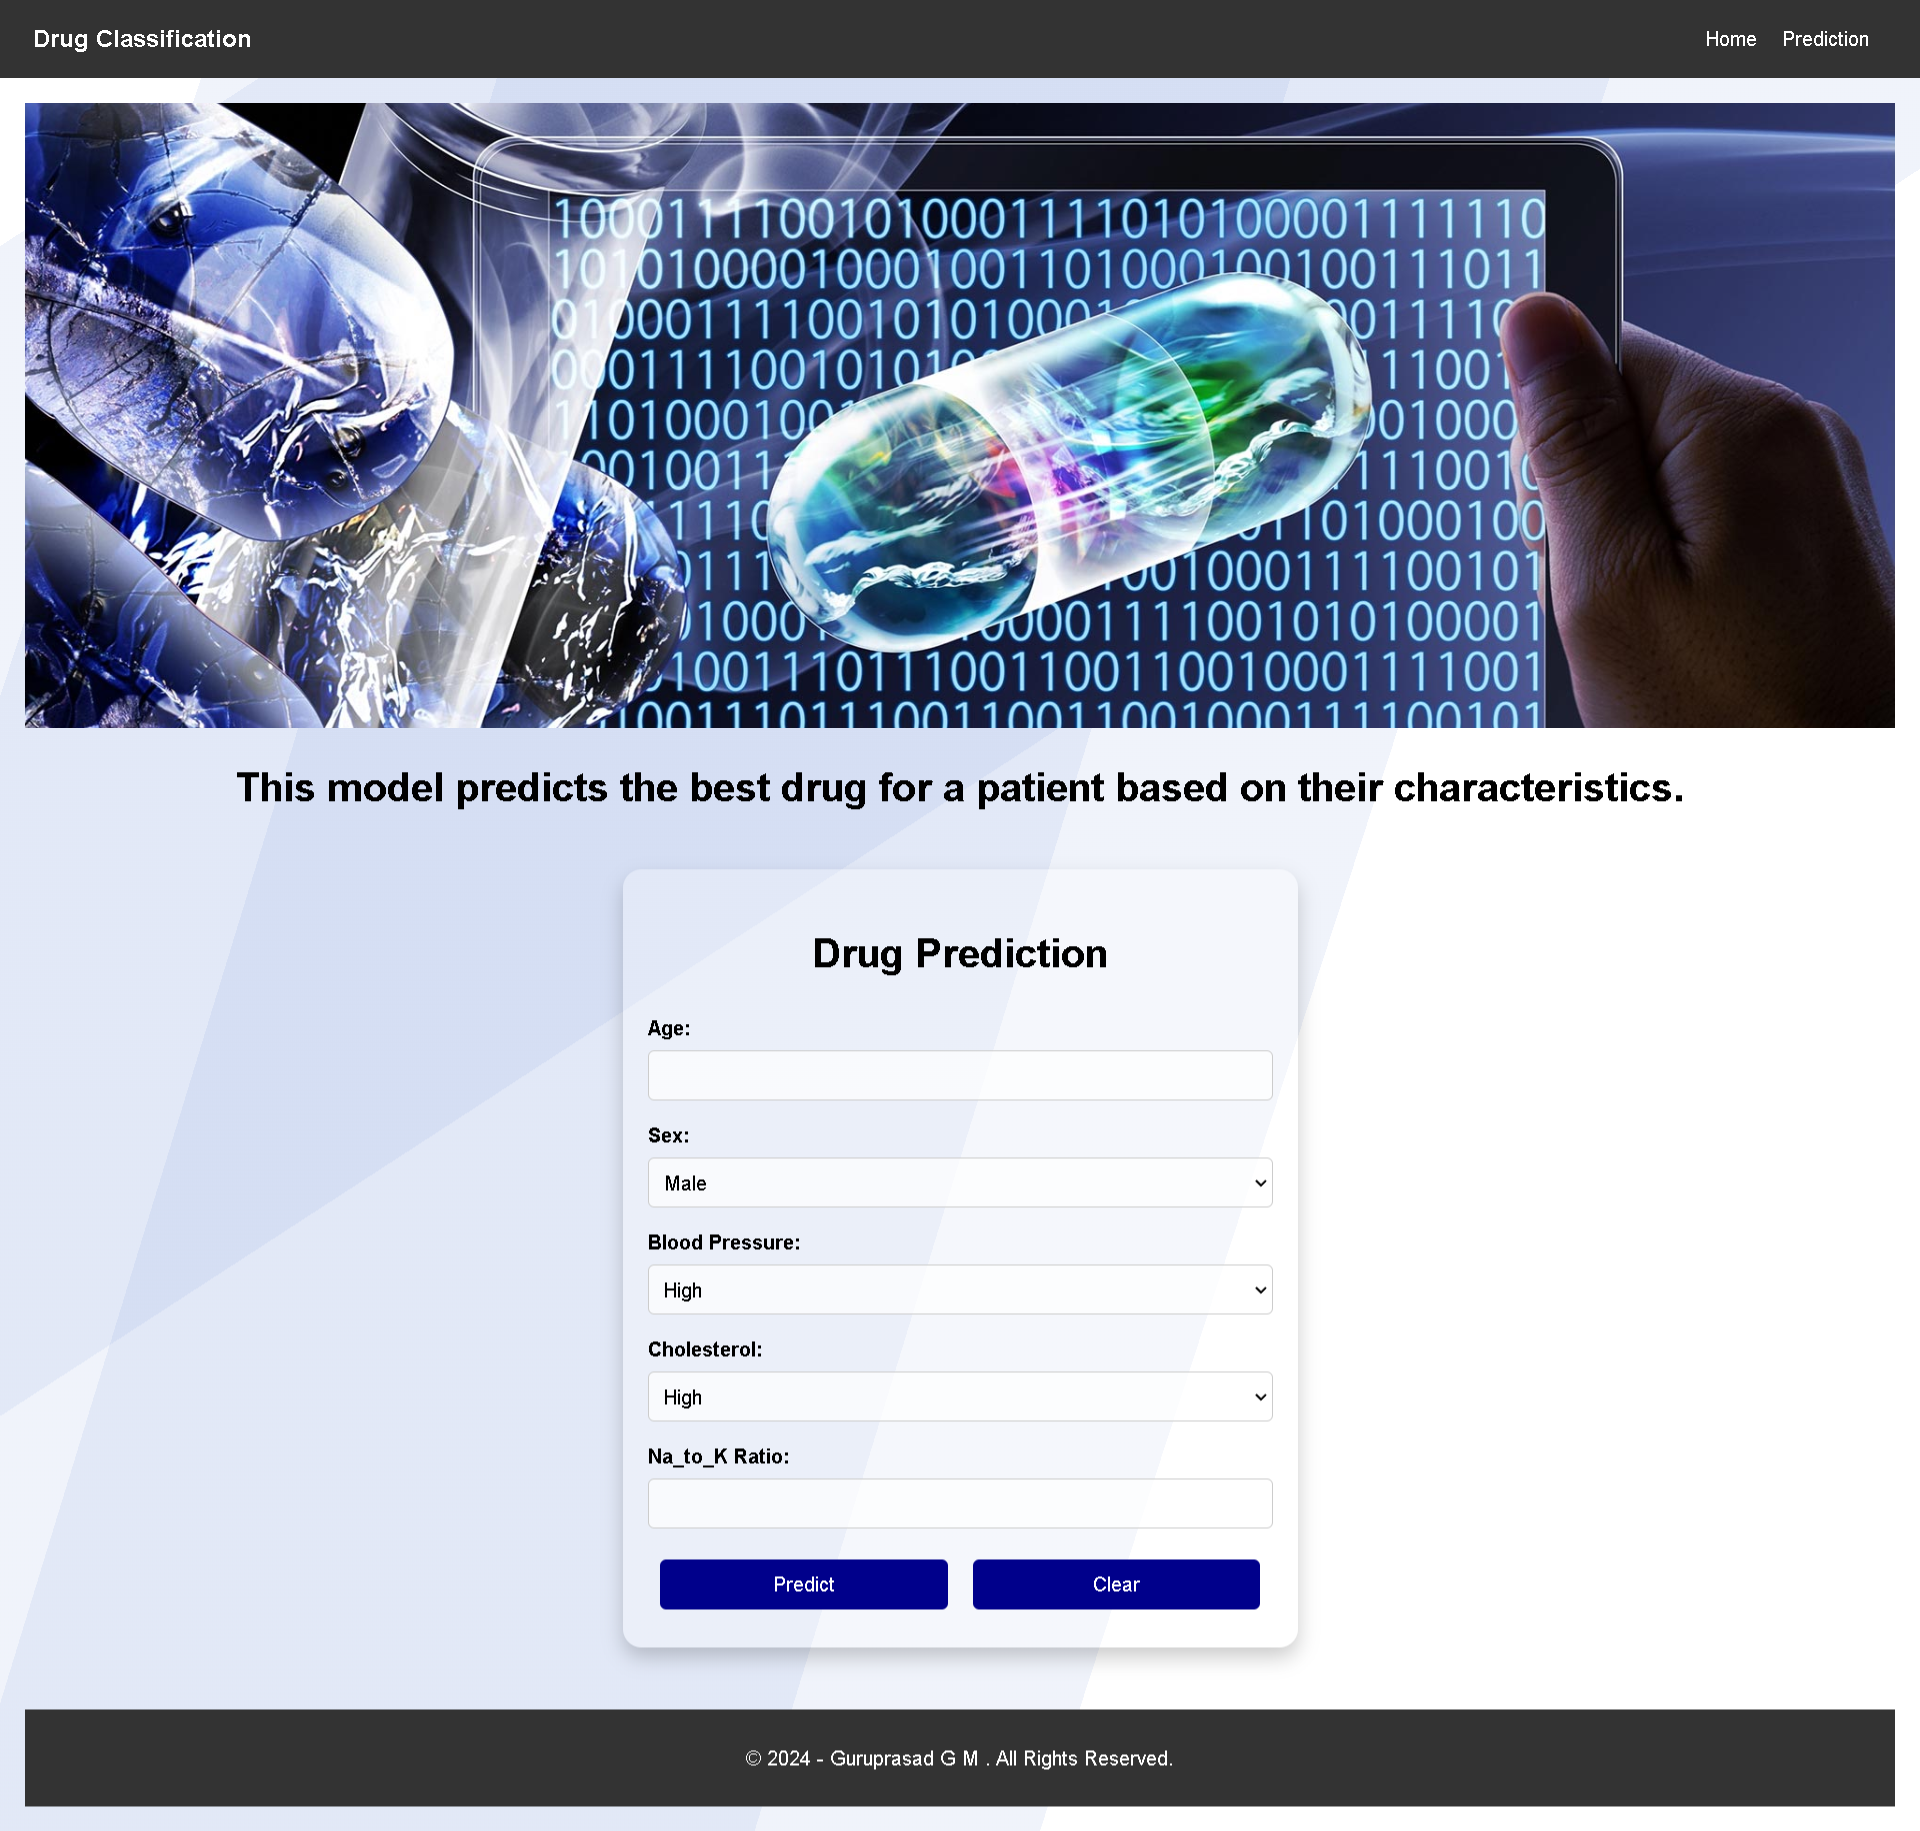 Drug Classification
Home Prediction
This model predicts the best drug for a patient based on their characteristics.
Drug Prediction
Age:
Sex:
Male
Blood Pressure:
High
Cholesterol:
High
Na_to_K Ratio:
Predict Clear
© 2024 - Guruprasad G M . All Rights Reserved.